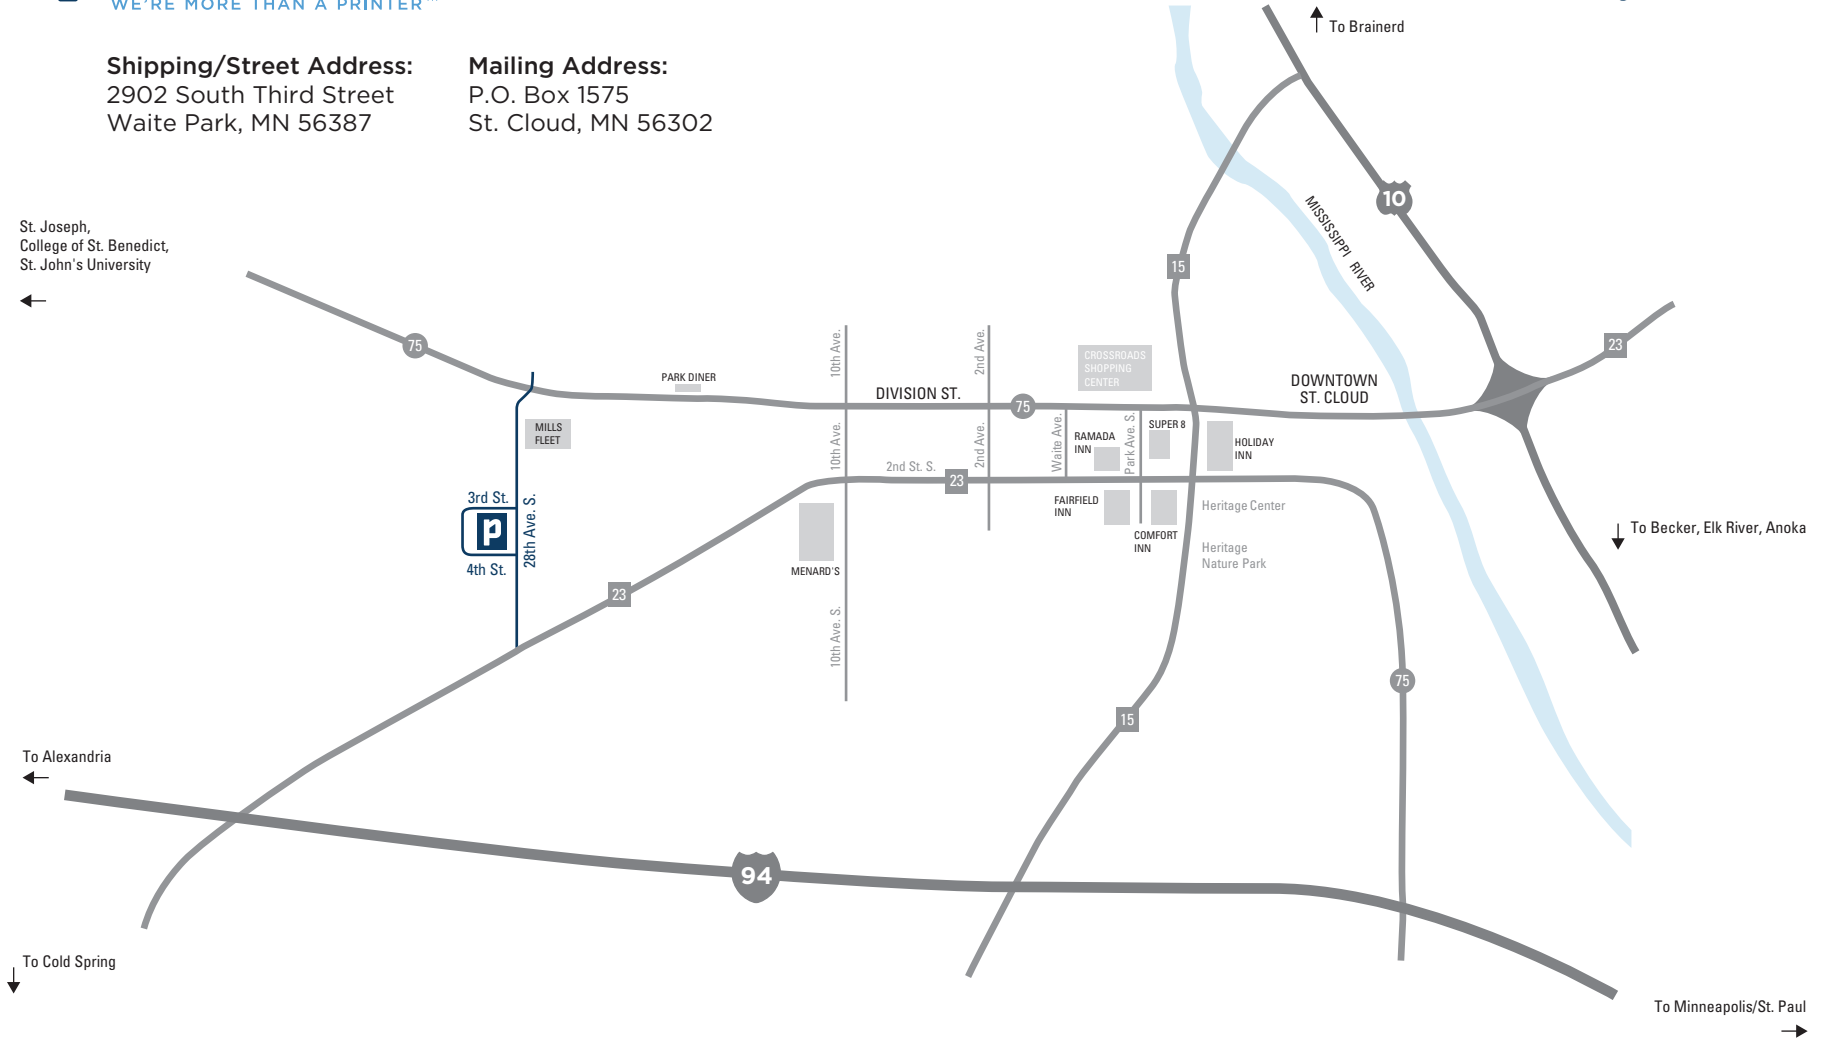 WE'RE MORE THAN A PRINTER™
Shipping/Street Address:
2902 South Third Street
Waite Park, MN 56387
Mailing Address:
P.O. Box 1575
St. Cloud, MN 56302
To Brainerd
10
MISSISSIPPI RIVER
15
St. Joseph,
College of St. Benedict,
St. John's University
75
PARK DINER
10th Ave.
DIVISION ST.
2nd Ave.
75
CROSSROADS
SHOPPING
CENTER
DOWNTOWN
ST. CLOUD
23
MILLS
FLEET
10th Ave.
2nd St. S.
23
2nd Ave.
Waite Ave.
RAMADA
INN
Park Ave. S.
SUPER 8
HOLIDAY
INN
3rd St.
P
4th St.
28th Ave. S.
MENARD'S
FAIRFIELD
INN
COMFORT
INN
Heritage Center
Heritage
Nature Park
To Becker, Elk River, Anoka
23
10th Ave. S.
75
15
To Alexandria
94
To Cold Spring
To Minneapolis/St. Paul